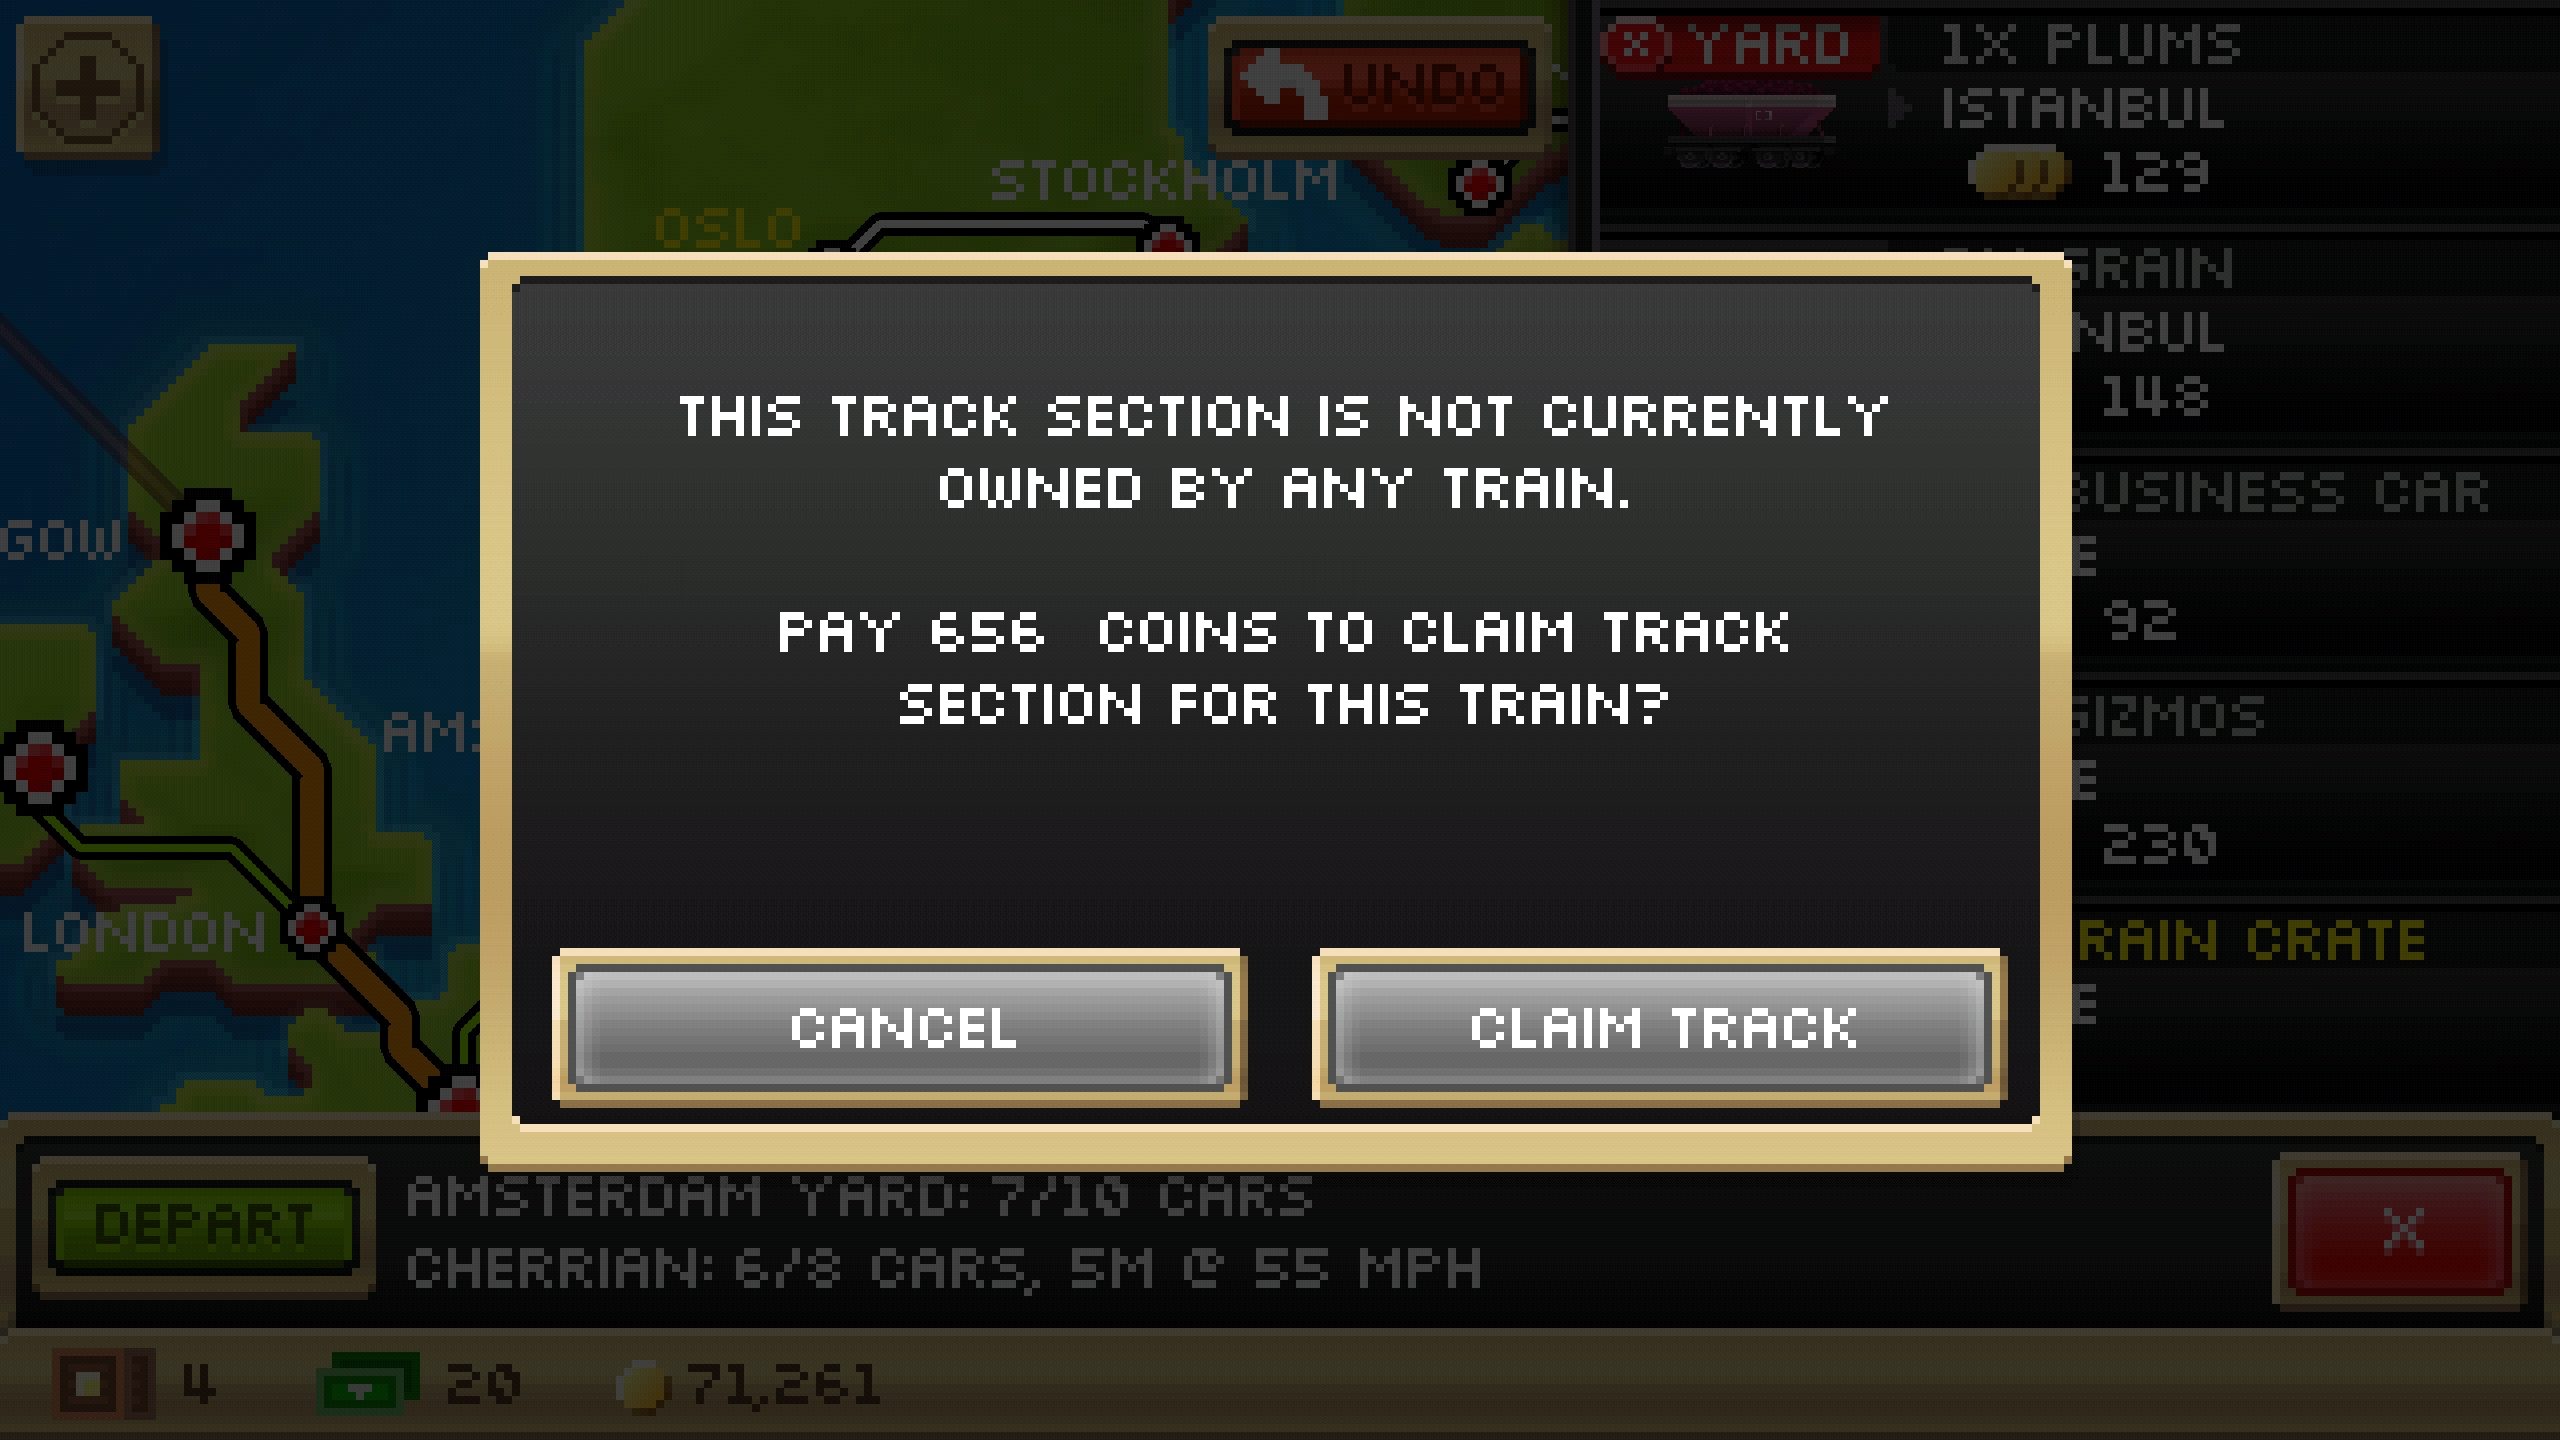 UNDO
STOCKHOLM
OSLO
GOW
AMS
LONDON
YARD
1X PLUMS
ISTANBUL
129
GRAIN
NBUL
148
BUSINESS CAR
E
92
GIZMOS
E
230
RAIN CRATE
E
THIS TRACK SECTION IS NOT CURRENTLY
OWNED BY ANY TRAIN.
PAY 656 COINS TO CLAIM TRACK
SECTION FOR THIS TRAIN?
CANCEL
CLAIM TRACK
DEPART
AMSTERDAM YARD: 7/10 CARS
CHERRIAN: 6/8 CARS, 5M @ 55 MPH
X
4
20
71,261